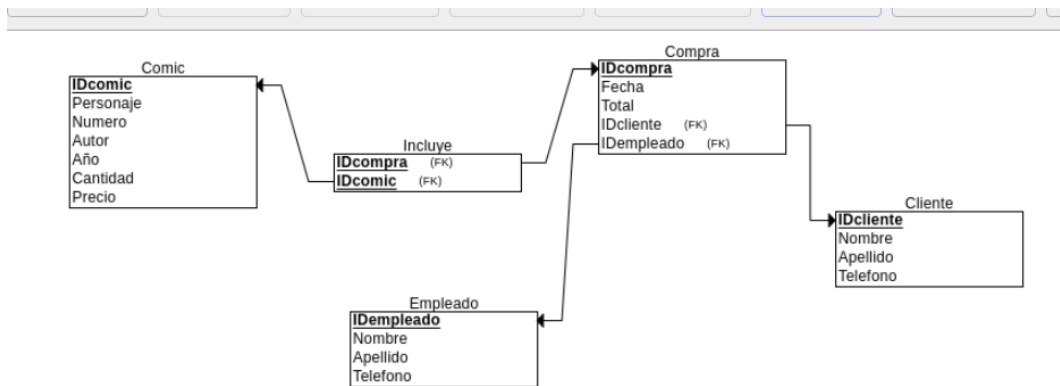 Comic
IDcomic
Personaje
Numero
Autor
Año
Cantidad
Precio
Incluye
IDcompra (FK)
IDcomic (FK)
Compra
IDcompra
Fecha
Total
IDcliente (FK)
IDempleado (FK)
Cliente
IDcliente
Nombre
Apellido
Telefono
Empleado
IDempleado
Nombre
Apellido
Telefono